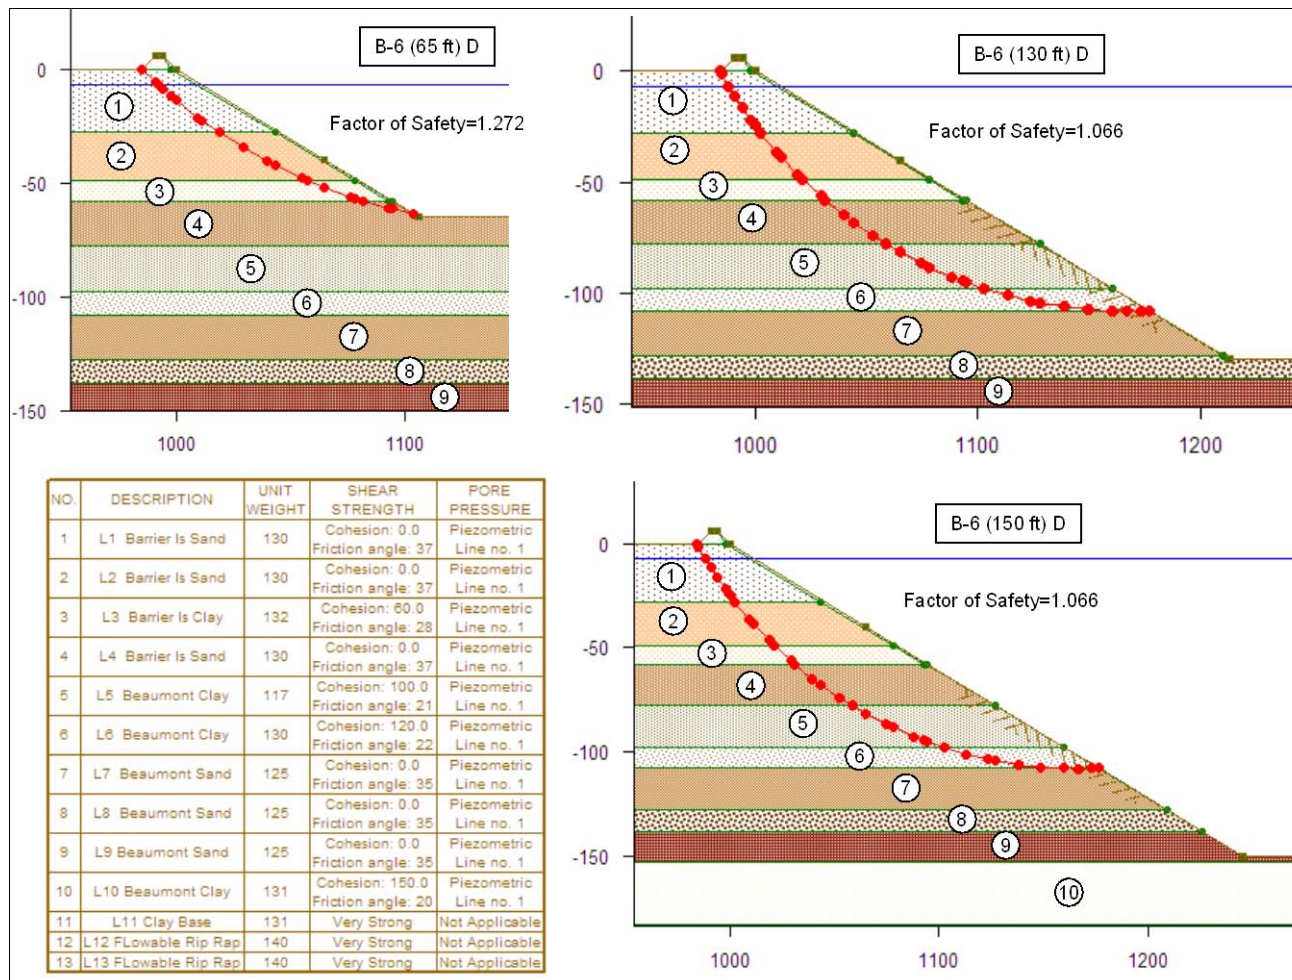 B-6 (65 ft) D
Factor of Safety=1.272
0
-50
-100
-150
1
2
3
4
5
6
7
8
9
1000
1100
B-6 (130 ft) D
Factor of Safety=1.066
0
-50
-100
-150
1
2
3
4
5
6
7
8
9
1000
1100
1200
NO. DESCRIPTION UNIT WEIGHT SHEAR STRENGTH PORE PRESSURE
1 L1 Barrier Is Sand 130 Cohesion: 0.0 Friction angle: 37 Piezometric Line no. 1
2 L2 Barrier Is Sand 130 Cohesion: 0.0 Friction angle: 37 Piezometric Line no. 1
3 L3 Barrier Is Clay 132 Cohesion: 60.0 Friction angle: 28 Piezometric Line no. 1
4 L4 Barrier Is Sand 130 Cohesion: 0.0 Friction angle: 37 Piezometric Line no. 1
5 L5 Beaumont Clay 117 Cohesion: 100.0 Friction angle: 21 Piezometric Line no. 1
6 L6 Beaumont Clay 130 Cohesion: 120.0 Friction angle: 22 Piezometric Line no. 1
7 L7 Beaumont Sand 125 Cohesion: 0.0 Friction angle: 35 Piezometric Line no. 1
8 L8 Beaumont Sand 125 Cohesion: 0.0 Friction angle: 35 Piezometric Line no. 1
9 L9 Beaumont Sand 125 Cohesion: 0.0 Friction angle: 35 Piezometric Line no. 1
10 L10 Beaumont Clay 131 Cohesion: 150.0 Friction angle: 20 Piezometric Line no. 1
11 L11 Clay Base 131 Very Strong Not Applicable
12 L12 FLowable Rip Rap 140 Very Strong Not Applicable
13 L13 FLowable Rip Rap 140 Very Strong Not Applicable
B-6 (150 ft) D
Factor of Safety=1.066
0
-50
-100
-150
1
2
3
4
5
6
7
8
9
10
1000
1100
1200